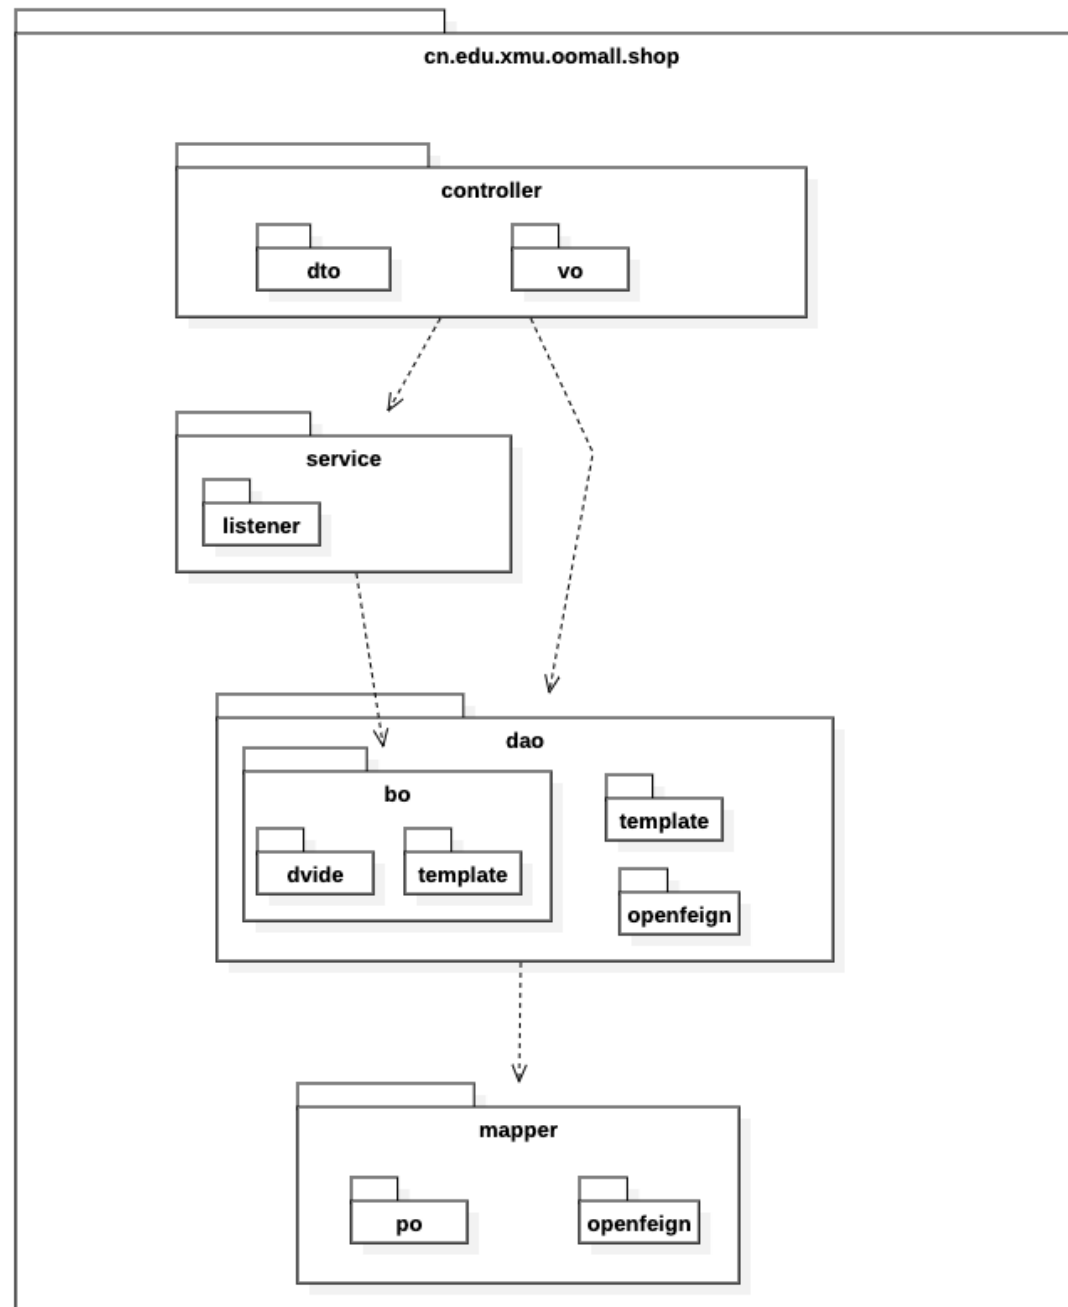 cn.edu.xmu.oomall.shop
controller
dto
vo
service
listener
dao
bo
template
dvide
template
openfeign
mapper
po
openfeign